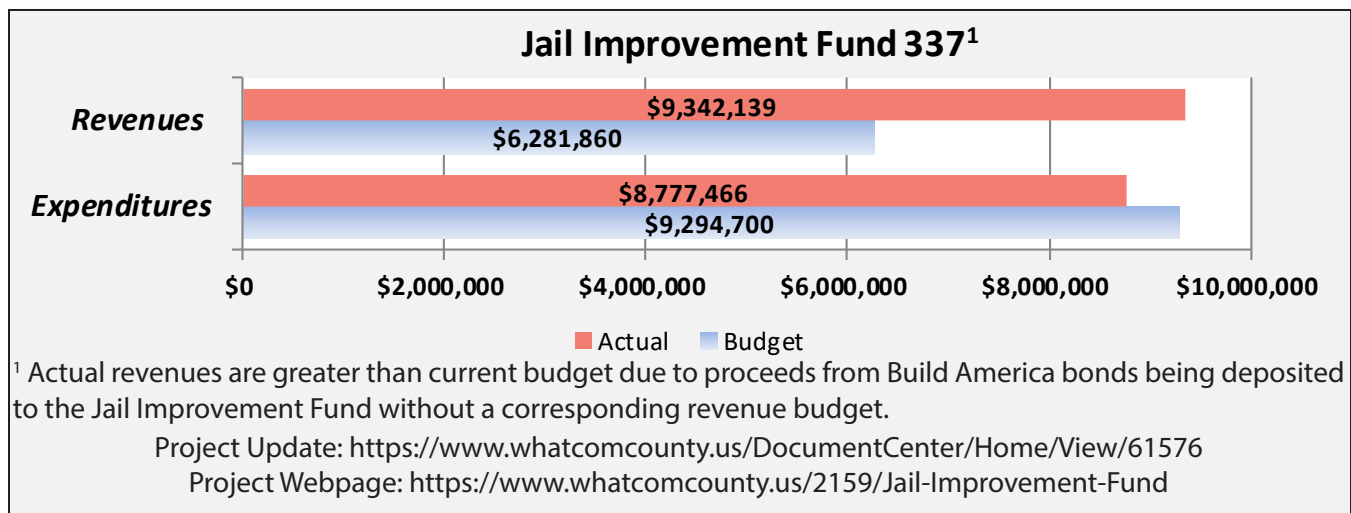 Jail Improvement Fund 337¹
Revenues
$9,342,139
$6,281,860
Expenditures
$8,777,466
$9,294,700
$0 $2,000,000 $4,000,000 $6,000,000 $8,000,000 $10,000,000
Actual Budget
¹ Actual revenues are greater than current budget due to proceeds from Build America bonds being deposited
to the Jail Improvement Fund without a corresponding revenue budget.
Project Update: https://www.whatcomcounty.us/DocumentCenter/Home/View/61576
Project Webpage: https://www.whatcomcounty.us/2159/Jail-Improvement-Fund